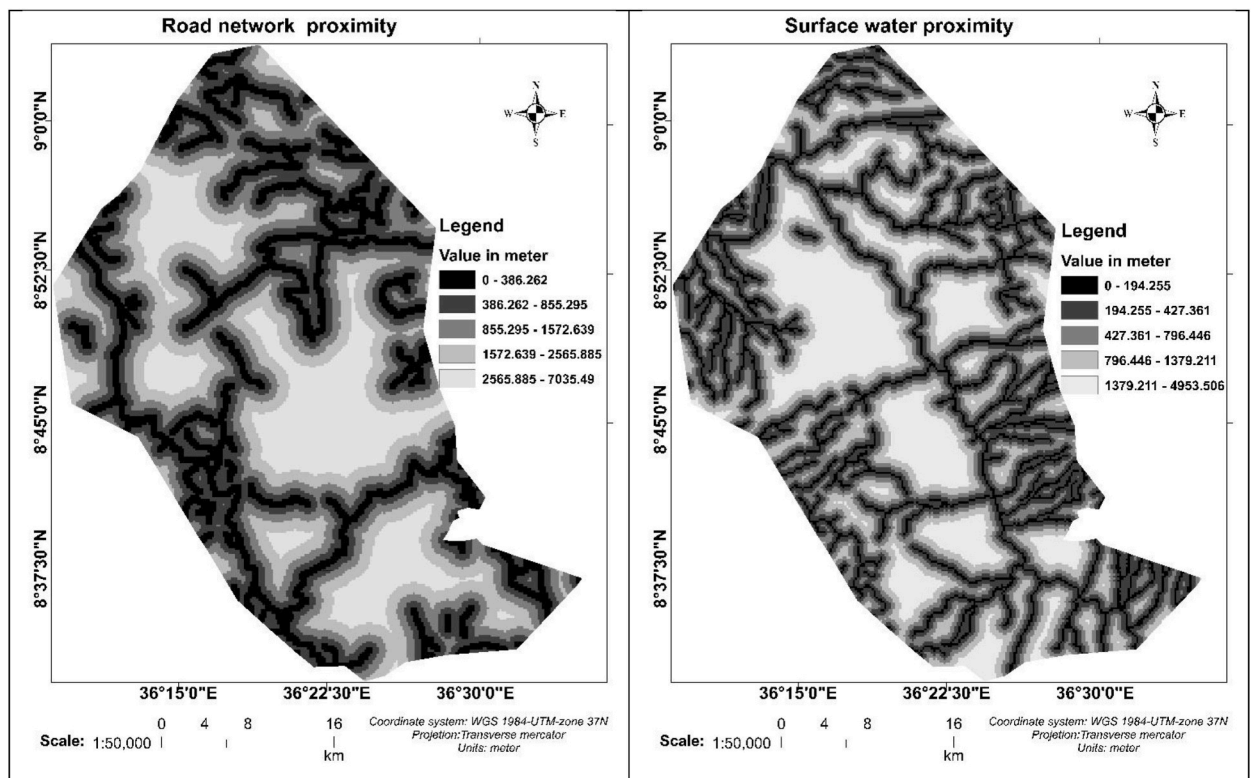 Road network proximity
N
W E
S
9°0'0"N
8°52'30"N
8°45'0"N
8°37'30"N
Legend
Value in meter
0 - 386.262
386.262 - 855.295
855.295 - 1572.639
1572.639 - 2565.885
2565.885 - 7035.49
36°15'0"E 36°22'30"E 36°30'0"E
0 4 8 16
Scale: 1:50,000
km
Coordinate system: WGS 1984-UTM-zone 37N
Projetion:Transverse mercator
Units: meter
Surface water proximity
N
W E
S
9°0'0"N
8°52'30"N
8°45'0"N
8°37'30"N
Legend
Value in meter
0 - 194.255
194.255 - 427.361
427.361 - 796.446
796.446 - 1379.211
1379.211 - 4953.506
36°15'0"E 36°22'30"E 36°30'0"E
0 4 8 16
Scale: 1:50,000
km
Coordinate system: WGS 1984-UTM-zone 37N
Projetion:Transverse mercator
Units: meter